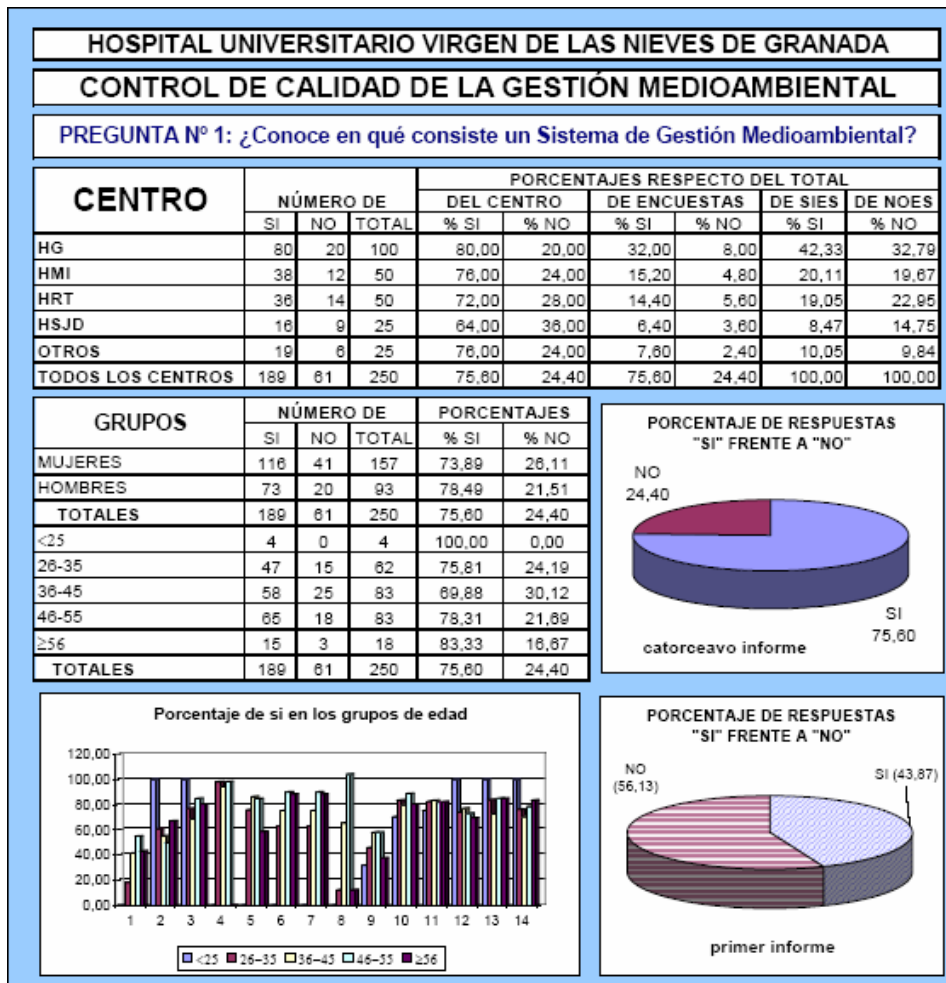 HOSPITAL UNIVERSITARIO VIRGEN DE LAS NIEVES DE GRANADA
CONTROL DE CALIDAD DE LA GESTIÓN MEDIOAMBIENTAL
PREGUNTA Nº 1: ¿Conoce en qué consiste un Sistema de Gestión Medioambiental?
CENTRO NÚMERO DE PORCENTAJES RESPECTO DEL TOTAL
DEL CENTRO DE ENCUESTAS DE SIES DE NOES
SI NO TOTAL % SI % NO % SI % NO % SI % NO
HG 80 20 100 80,00 20,00 32,00 8,00 42,33 32,79
HMI 38 12 50 76,00 24,00 15,20 4,80 20,11 19,67
HRT 36 14 50 72,00 28,00 14,40 5,60 19,05 22,95
HSJD 16 9 25 64,00 36,00 6,40 3,60 8,47 14,75
OTROS 19 6 25 76,00 24,00 7,60 2,40 10,05 9,84
TODOS LOS CENTROS 189 61 250 75,60 24,40 75,60 24,40 100,00 100,00
GRUPOS NÚMERO DE PORCENTAJES
SI NO TOTAL % SI % NO
MUJERES 116 41 157 73,89 26,11
HOMBRES 73 20 93 78,49 21,51
TOTALES 189 61 250 75,60 24,40
<25 4 0 4 100,00 0,00
26-35 47 15 62 75,81 24,19
36-45 58 25 83 69,88 30,12
46-55 65 18 83 78,31 21,69
≥56 15 3 18 83,33 16,67
TOTALES 189 61 250 75,60 24,40
PORCENTAJE DE RESPUESTAS
"SI" FRENTE A "NO"
NO
24,40
SI
75,60
catorceavo informe
Porcentaje de si en los grupos de edad
120,00
100,00
80,00
60,00
40,00
20,00
0,00
1 2 3 4 5 6 7 8 9 10 11 12 13 14
<25 26–35 36–45 46–55 ≥56
PORCENTAJE DE RESPUESTAS
"SI" FRENTE A "NO"
NO
(56,13)
SI (43,87)
primer informe